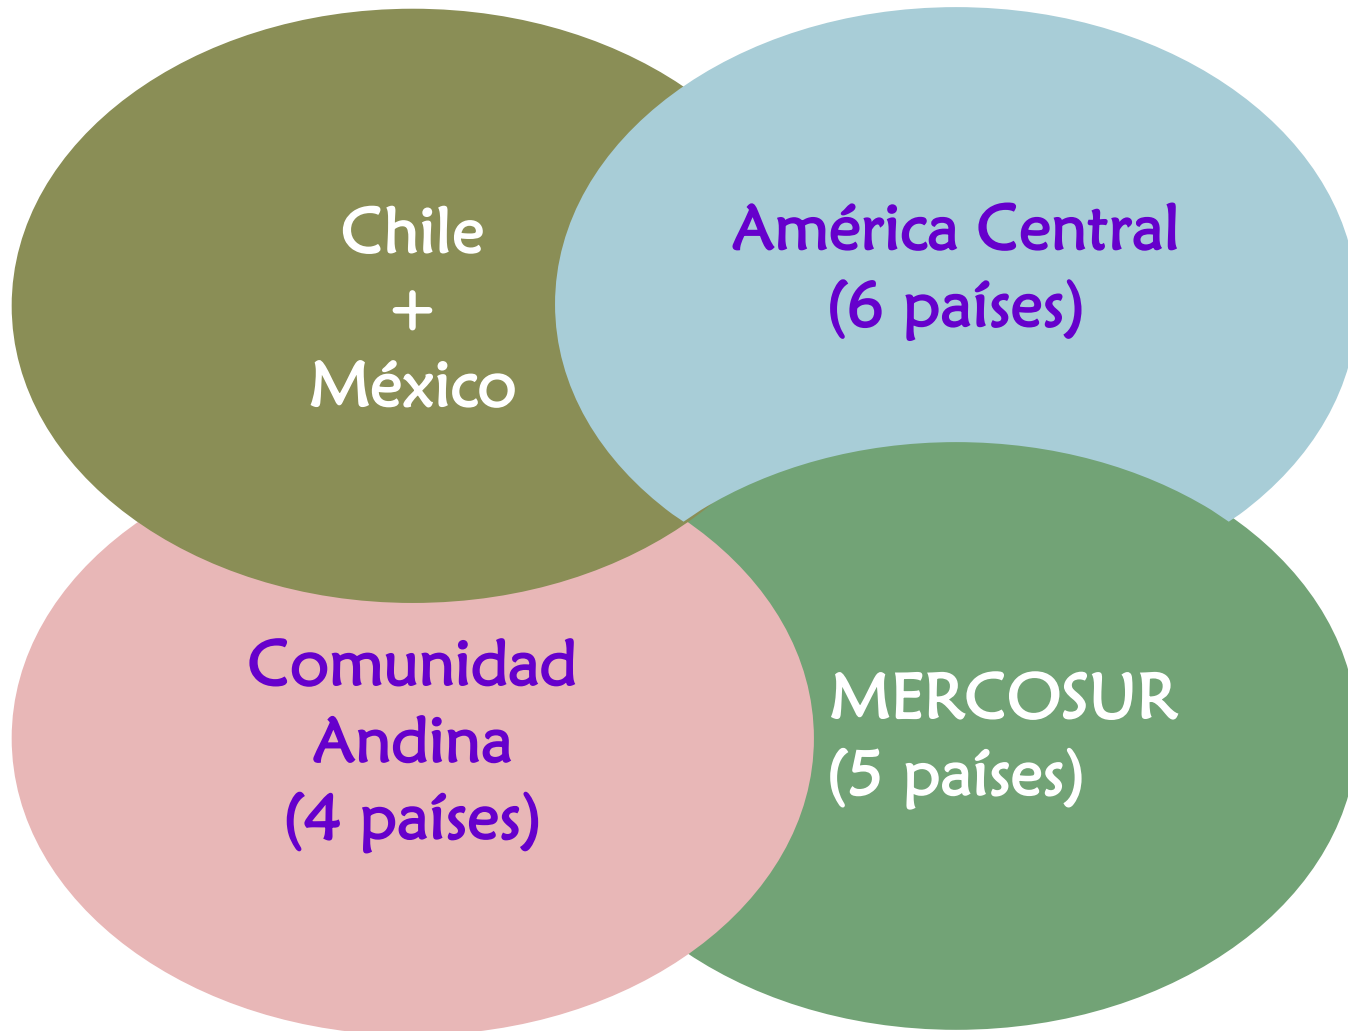 Chile
+
México
América Central
(6 países)
Comunidad
Andina
(4 países)
MERCOSUR
(5 países)